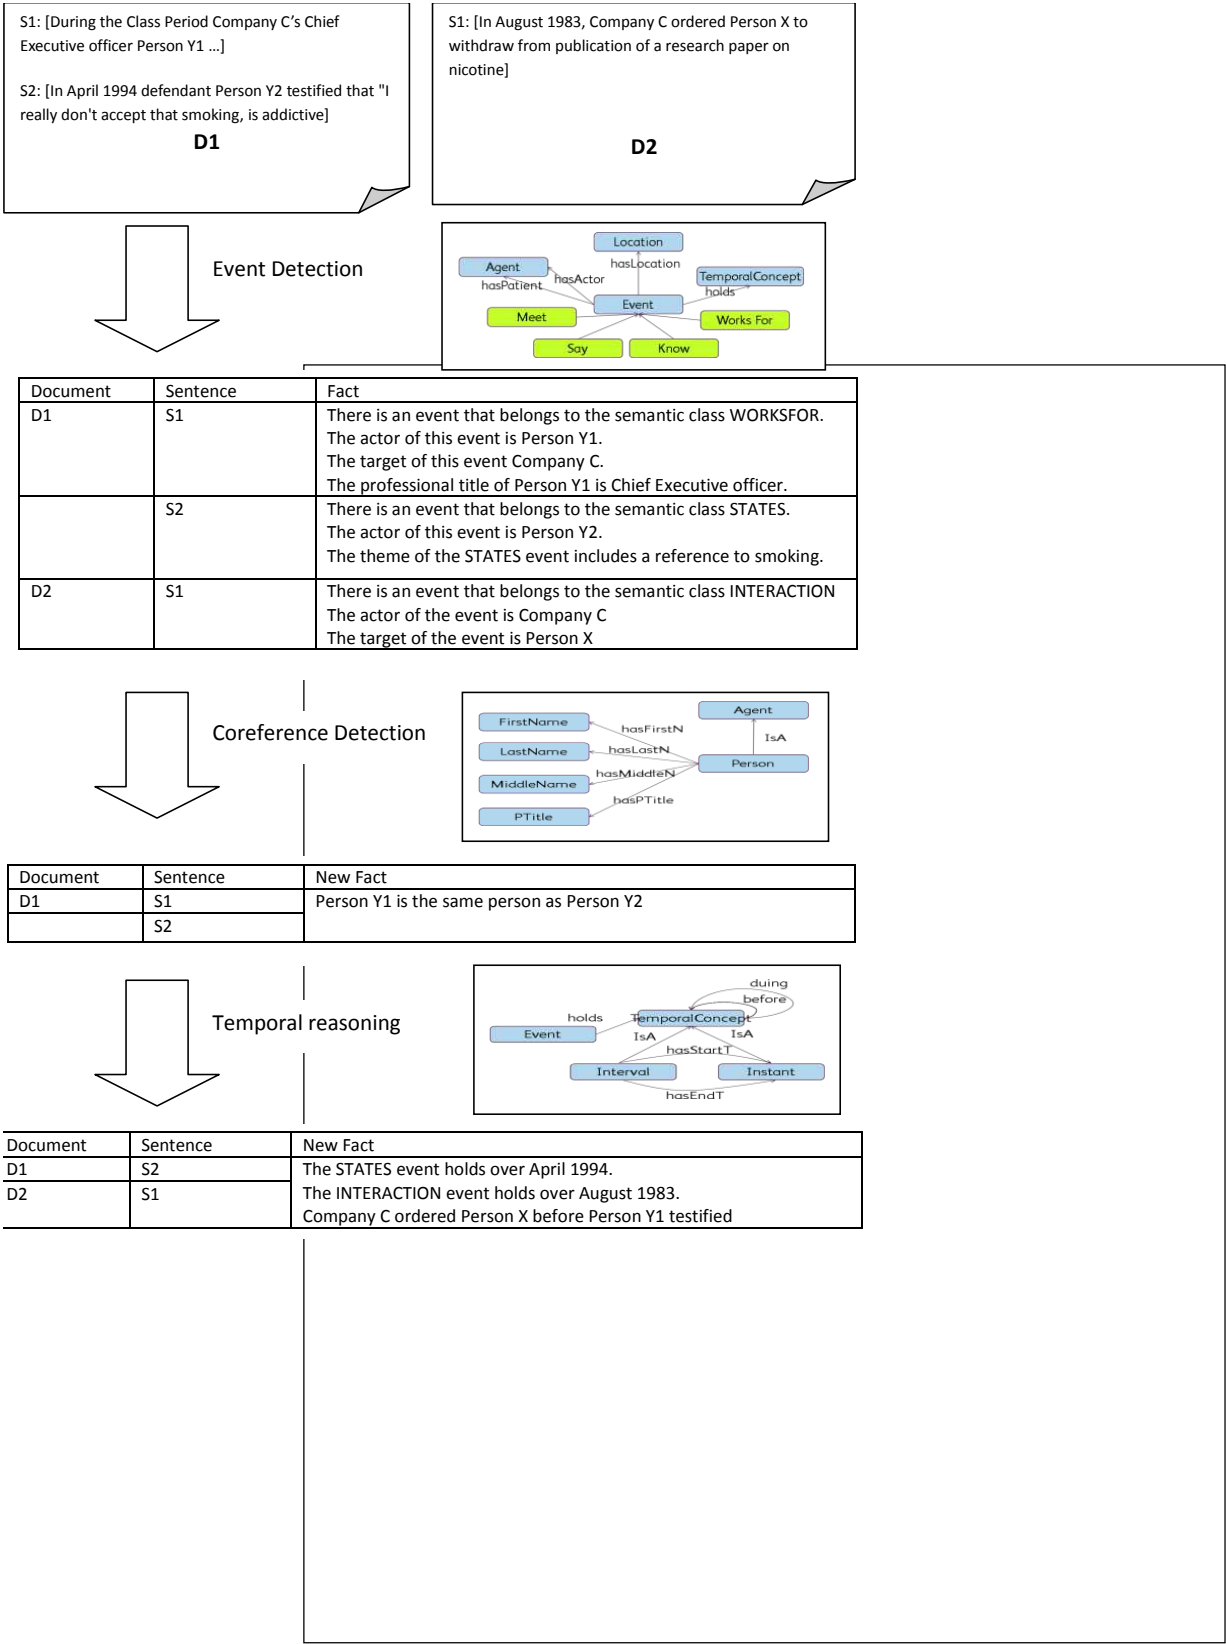 S1: [During the Class Period Company C’s Chief
Executive officer Person Y1 …]
S2: [In April 1994 defendant Person Y2 testified that "I
really don't accept that smoking, is addictive]
D1
S1: [In August 1983, Company C ordered Person X to
withdraw from publication of a research paper on
nicotine]
D2
Event Detection
Location
Agent
hasLocation
hasActor
TemporalConcept
hasPatient
holds
Event
Meet
Works For
Say
Know
Document Sentence Fact
D1 S1 There is an event that belongs to the semantic class WORKSFOR.
The actor of this event is Person Y1.
The target of this event Company C.
The professional title of Person Y1 is Chief Executive officer.
S2 There is an event that belongs to the semantic class STATES.
The actor of this event is Person Y2.
The theme of the STATES event includes a reference to smoking.
D2 S1 There is an event that belongs to the semantic class INTERACTION
The actor of the event is Company C
The target of the event is Person X
Coreference Detection
Agent
FirstName
hasFirstN
IsA
LastName
hasLastN
Person
hasMiddleN
MiddleName
hasPTitle
PTitle
Document Sentence New Fact
D1 S1 Person Y1 is the same person as Person Y2
S2
Temporal reasoning
duing
before
holds
TemporalConcept
Event
IsA
IsA
hasStartT
Interval
Instant
hasEndT
Document Sentence New Fact
D1 S2 The STATES event holds over April 1994.
D2 S1 The INTERACTION event holds over August 1983.
Company C ordered Person X before Person Y1 testified